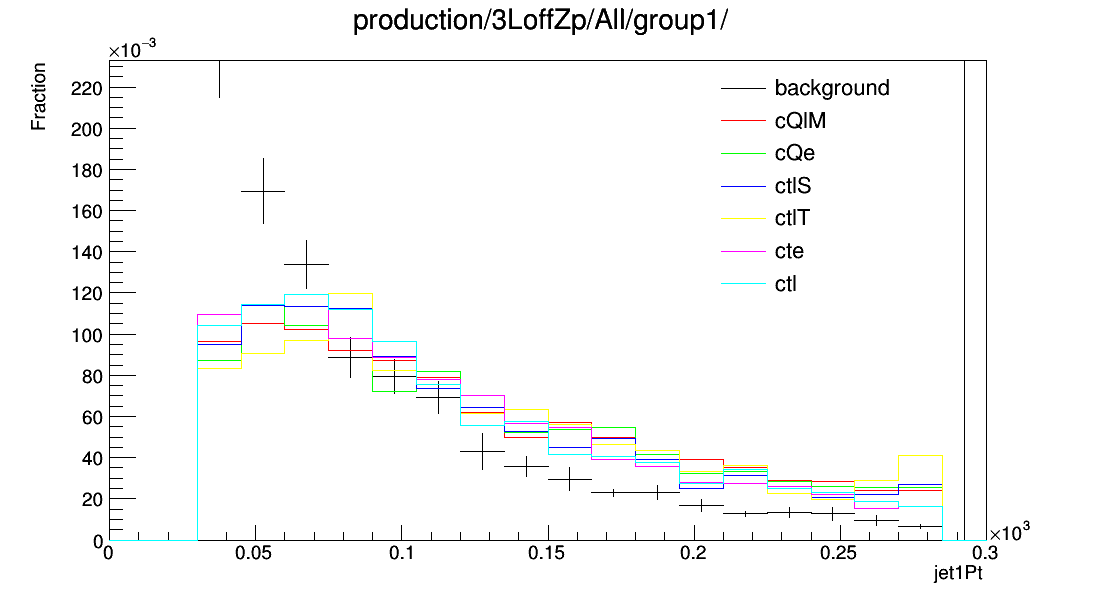 production/3LoffZp/All/group1/
×10⁻³
Fraction
220
200
180
160
140
120
100
80
60
40
20
0
background
cQlM
cQe
ctlS
ctlT
cte
ctl
0
0.05
0.1
0.15
0.2
0.25
0.3
×10³
jet1Pt